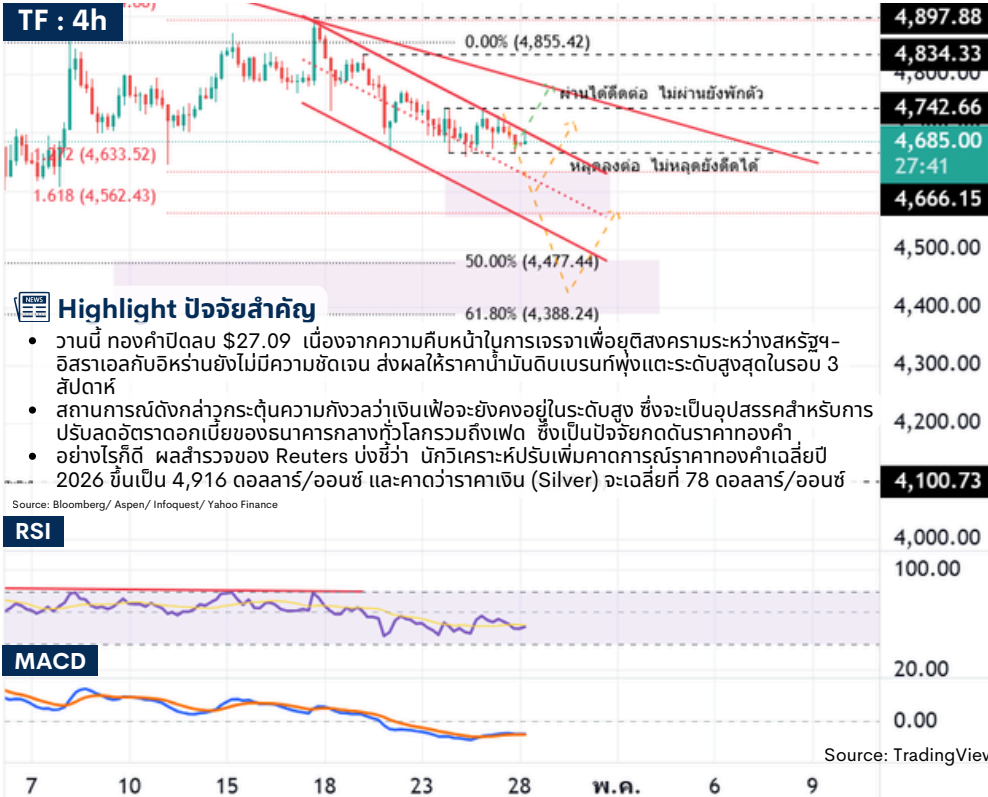 TF : 4h
4,897.88
0.00% (4,855.42)
4,834.33
4,800.00
ผ่านได้ดีดต่อ ไม่ผ่านยังพักตัว
4,742.66
4,685.00
27:41
1.272 (4,633.52)
หลุดลงต่อ ไม่หลุดยังดีดได้
4,666.15
1.618 (4,562.43)
4,500.00
50.00% (4,477.44)
4,400.00
61.80% (4,388.24)
NEWS
Highlight ปัจจัยสำคัญ
• วานนี้ ทองคำปิดลบ $27.09 เนื่องจากความคืบหน้าในการเจรจาเพื่อยุติสงครามระหว่างสหรัฐฯ-
อิสราเอลกับอิหร่านยังไม่มีความชัดเจน ส่งผลให้ราคาน้ำมันดิบเบรนท์พุ่งแตะระดับสูงสุดในรอบ 3
สัปดาห์
• สถานการณ์ดังกล่าวกระตุ้นความกังวลว่าเงินเฟ้อจะยังคงอยู่ในระดับสูง ซึ่งจะเป็นอุปสรรคสำหรับการ
ปรับลดอัตราดอกเบี้ยของธนาคารกลางทั่วโลกรวมถึงเฟด ซึ่งเป็นปัจจัยกดดันราคาทองคำ
• อย่างไรก็ดี ผลสำรวจของ Reuters บ่งชี้ว่า นักวิเคราะห์ปรับเพิ่มคาดการณ์ราคาทองคำเฉลี่ยปี
2026 ขึ้นเป็น 4,916 ดอลลาร์/ออนซ์ และคาดว่าราคาเงิน (Silver) จะเฉลี่ยที่ 78 ดอลลาร์/ออนซ์
4,300.00
4,200.00
4,100.73
Source: Bloomberg/ Aspen/ Infoquest/ Yahoo Finance
4,000.00
RSI
100.00
20.00
MACD
0.00
Source: TradingView
7 10 15 18 23 28 พ.ค. 6 9